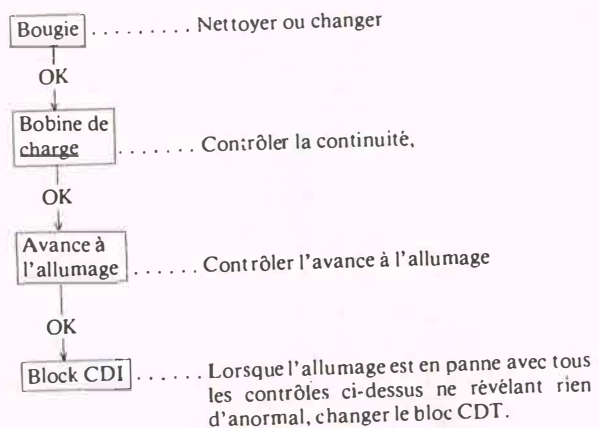 Bougie ......... Nettoyer ou changer
OK
Bobine de
charge ....... Contrôler la continuité,
OK
Avance à
l'allumage ...... Contrôler l'avance à l'allumage
OK
Block CDI ...... Lorsque l'allumage est en panne avec tous
les contrôles ci-dessus ne révélant rien
d'anormal, changer le bloc CDT.